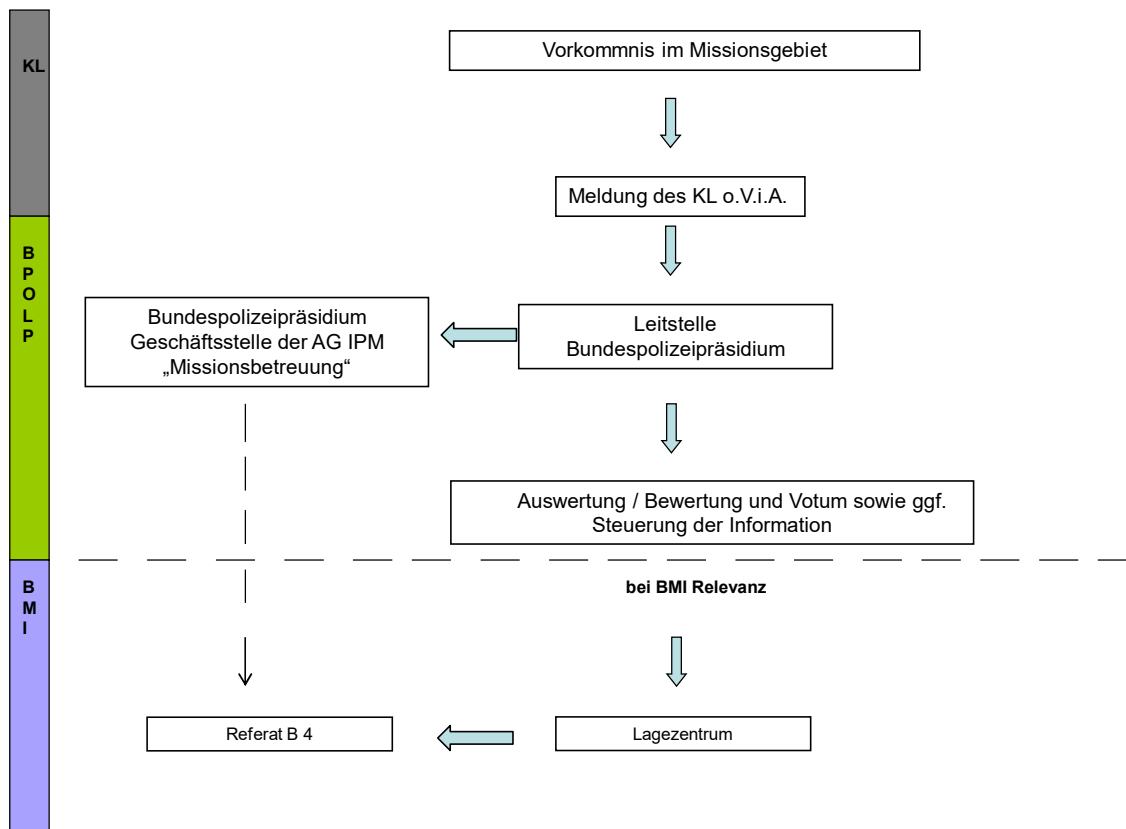 KL
Vorkommnis im Missionsgebiet
Meldung des KL o.V.i.A.
B
P
O
L
P
Bundespolizeipräsidium
Geschäftsstelle der AG IPM
„Missionsbetreuung“
Leitstelle
Bundespolizeipräsidium
Auswertung / Bewertung und Votum sowie ggf.
Steuerung der Information
B
M
I
bei BMI Relevanz
Referat B 4
Lagezentrum